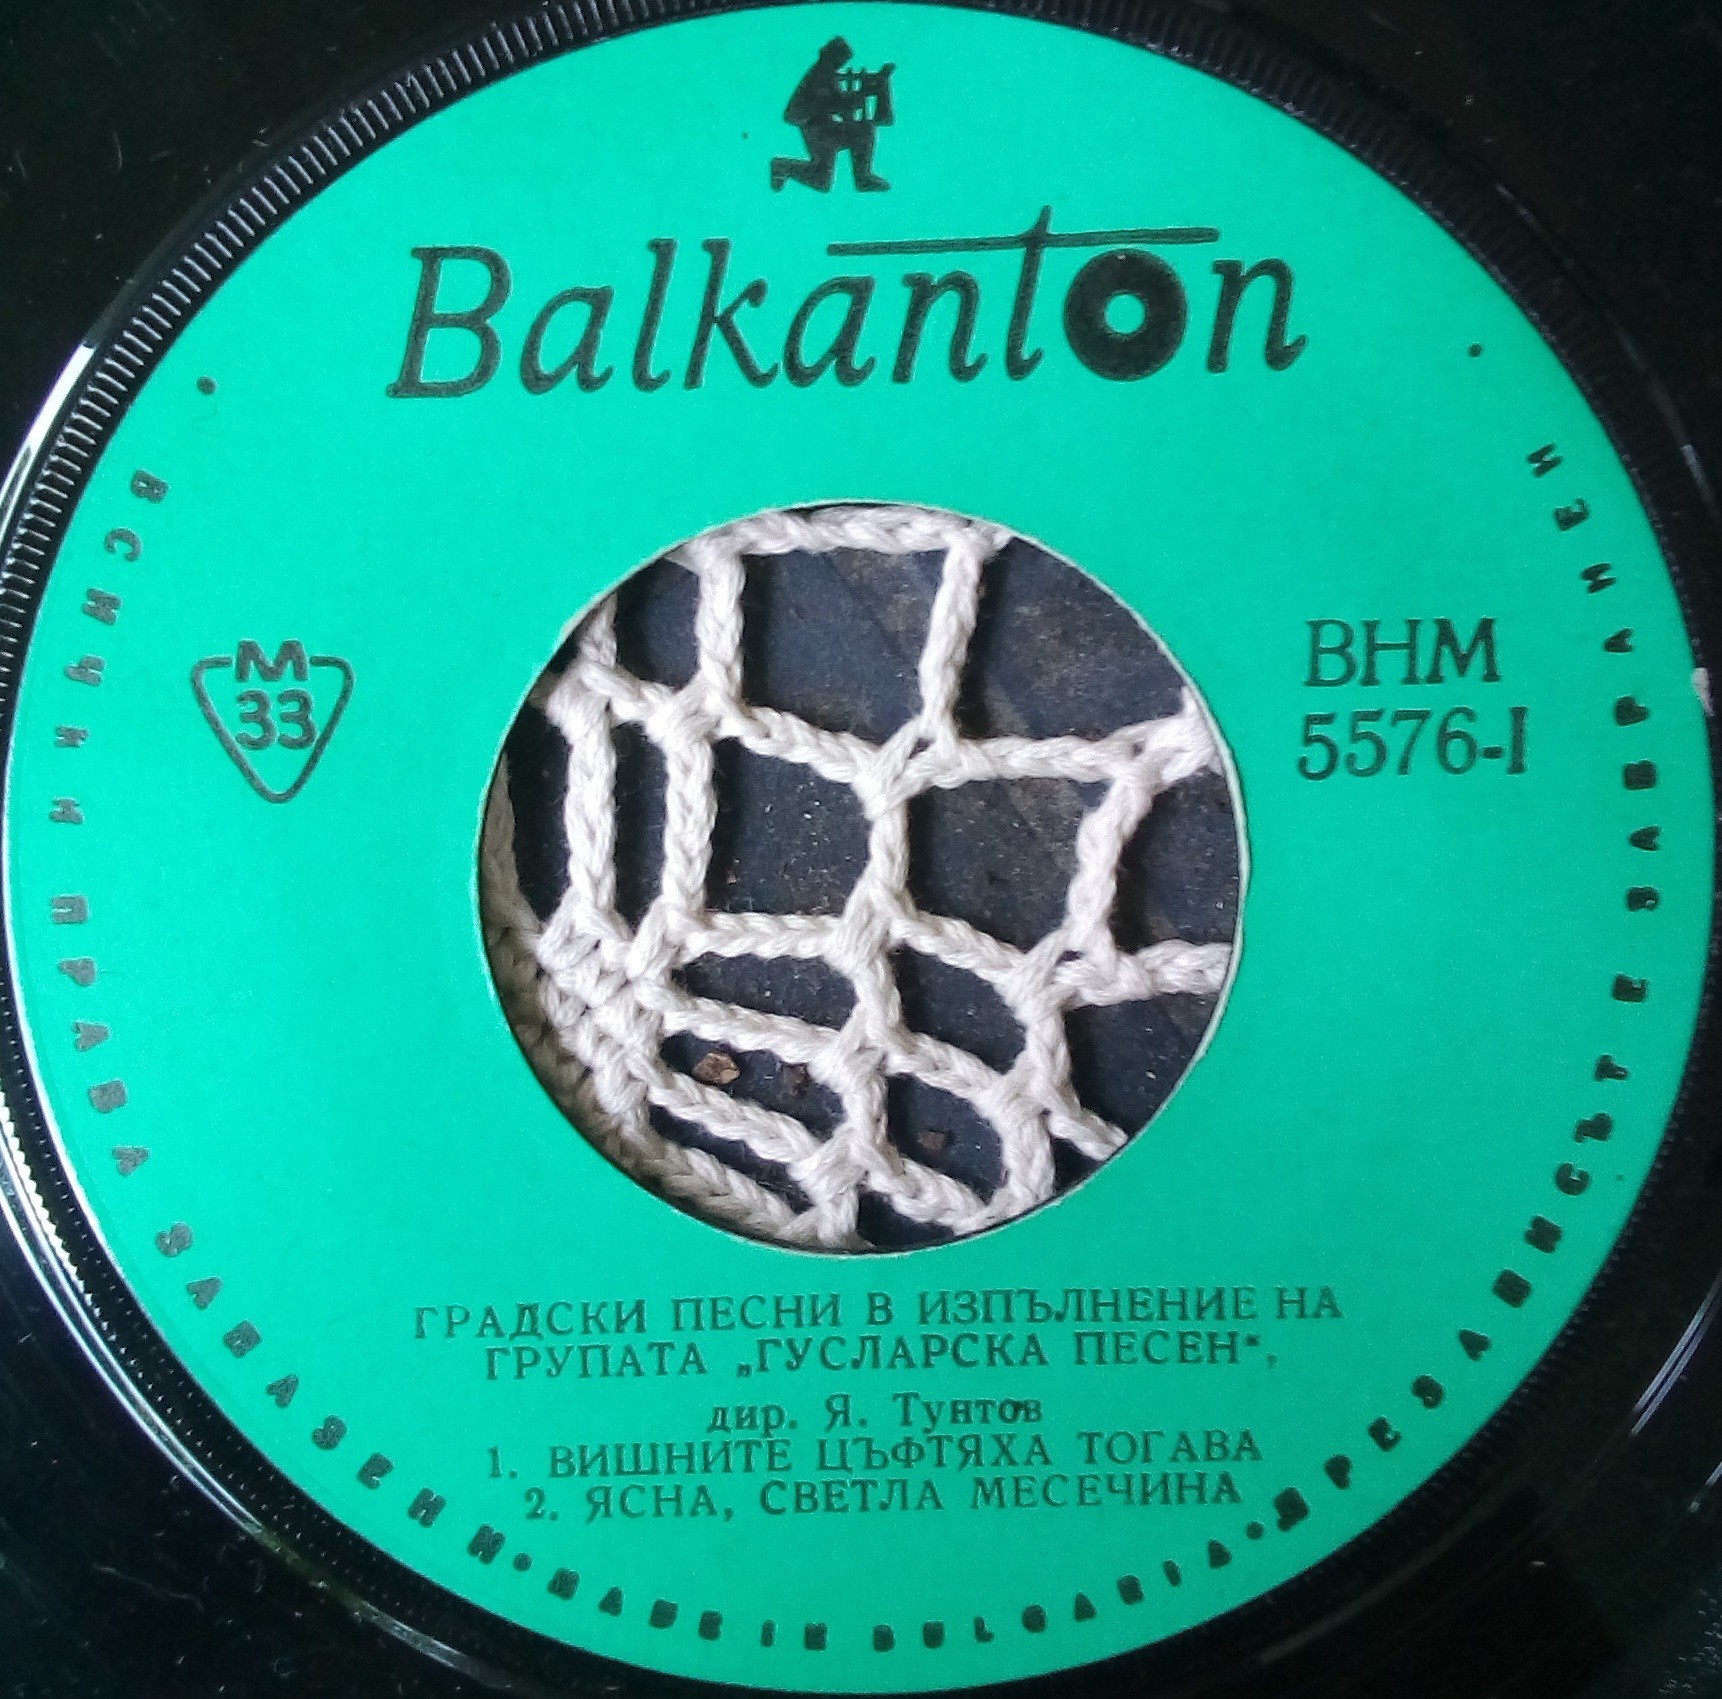 Balkanton
M
33
ВНМ
5576-I
ГРАДСКИ ПЕСНИ В ИЗПЪЛНЕНИЕ НА
ГРУПАТА „ГУСЛАРСКА ПЕСЕН“,
дир. Я. Тунтов
1. ВИШНИТЕ ЦЪФТЯХА ТОГАВА
2. ЯСНА, СВЕТЛА МЕСЕЧИНА
ВСИЧКИ ПРАВА ЗАПАЗЕНИ • MADE IN BULGARIA • ПРЕЗАПИСЪТ Е ЗАБРАНЕН